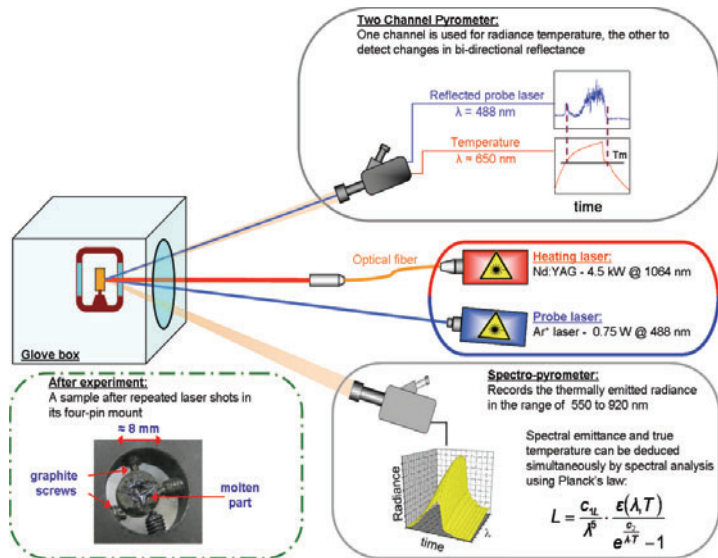 Two Channel Pyrometer:
One channel is used for radiance temperature, the other to
detect changes in bi-directional reflectance
Reflected probe laser
λ = 488 nm
Temperature
λ ≈ 650 nm
Tm
time
Optical fiber
Heating laser:
Nd:YAG - 4.5 kW @ 1064 nm
Probe laser:
Ar⁺ laser - 0.75 W @ 488 nm
Glove box
After experiment:
A sample after repeated laser shots in
its four-pin mount
≈ 8 mm
graphite
screws
molten
part
Spectro-pyrometer:
Records the thermally emitted radiance
in the range of 550 to 920 nm
Spectral emittance and true
temperature can be deduced
simultaneously by spectral analysis
using Planck's law:
Radiance
time
λ
L = c₁L/λ⁵ · ε(λ,T)/(e^(c₂/λT) − 1)